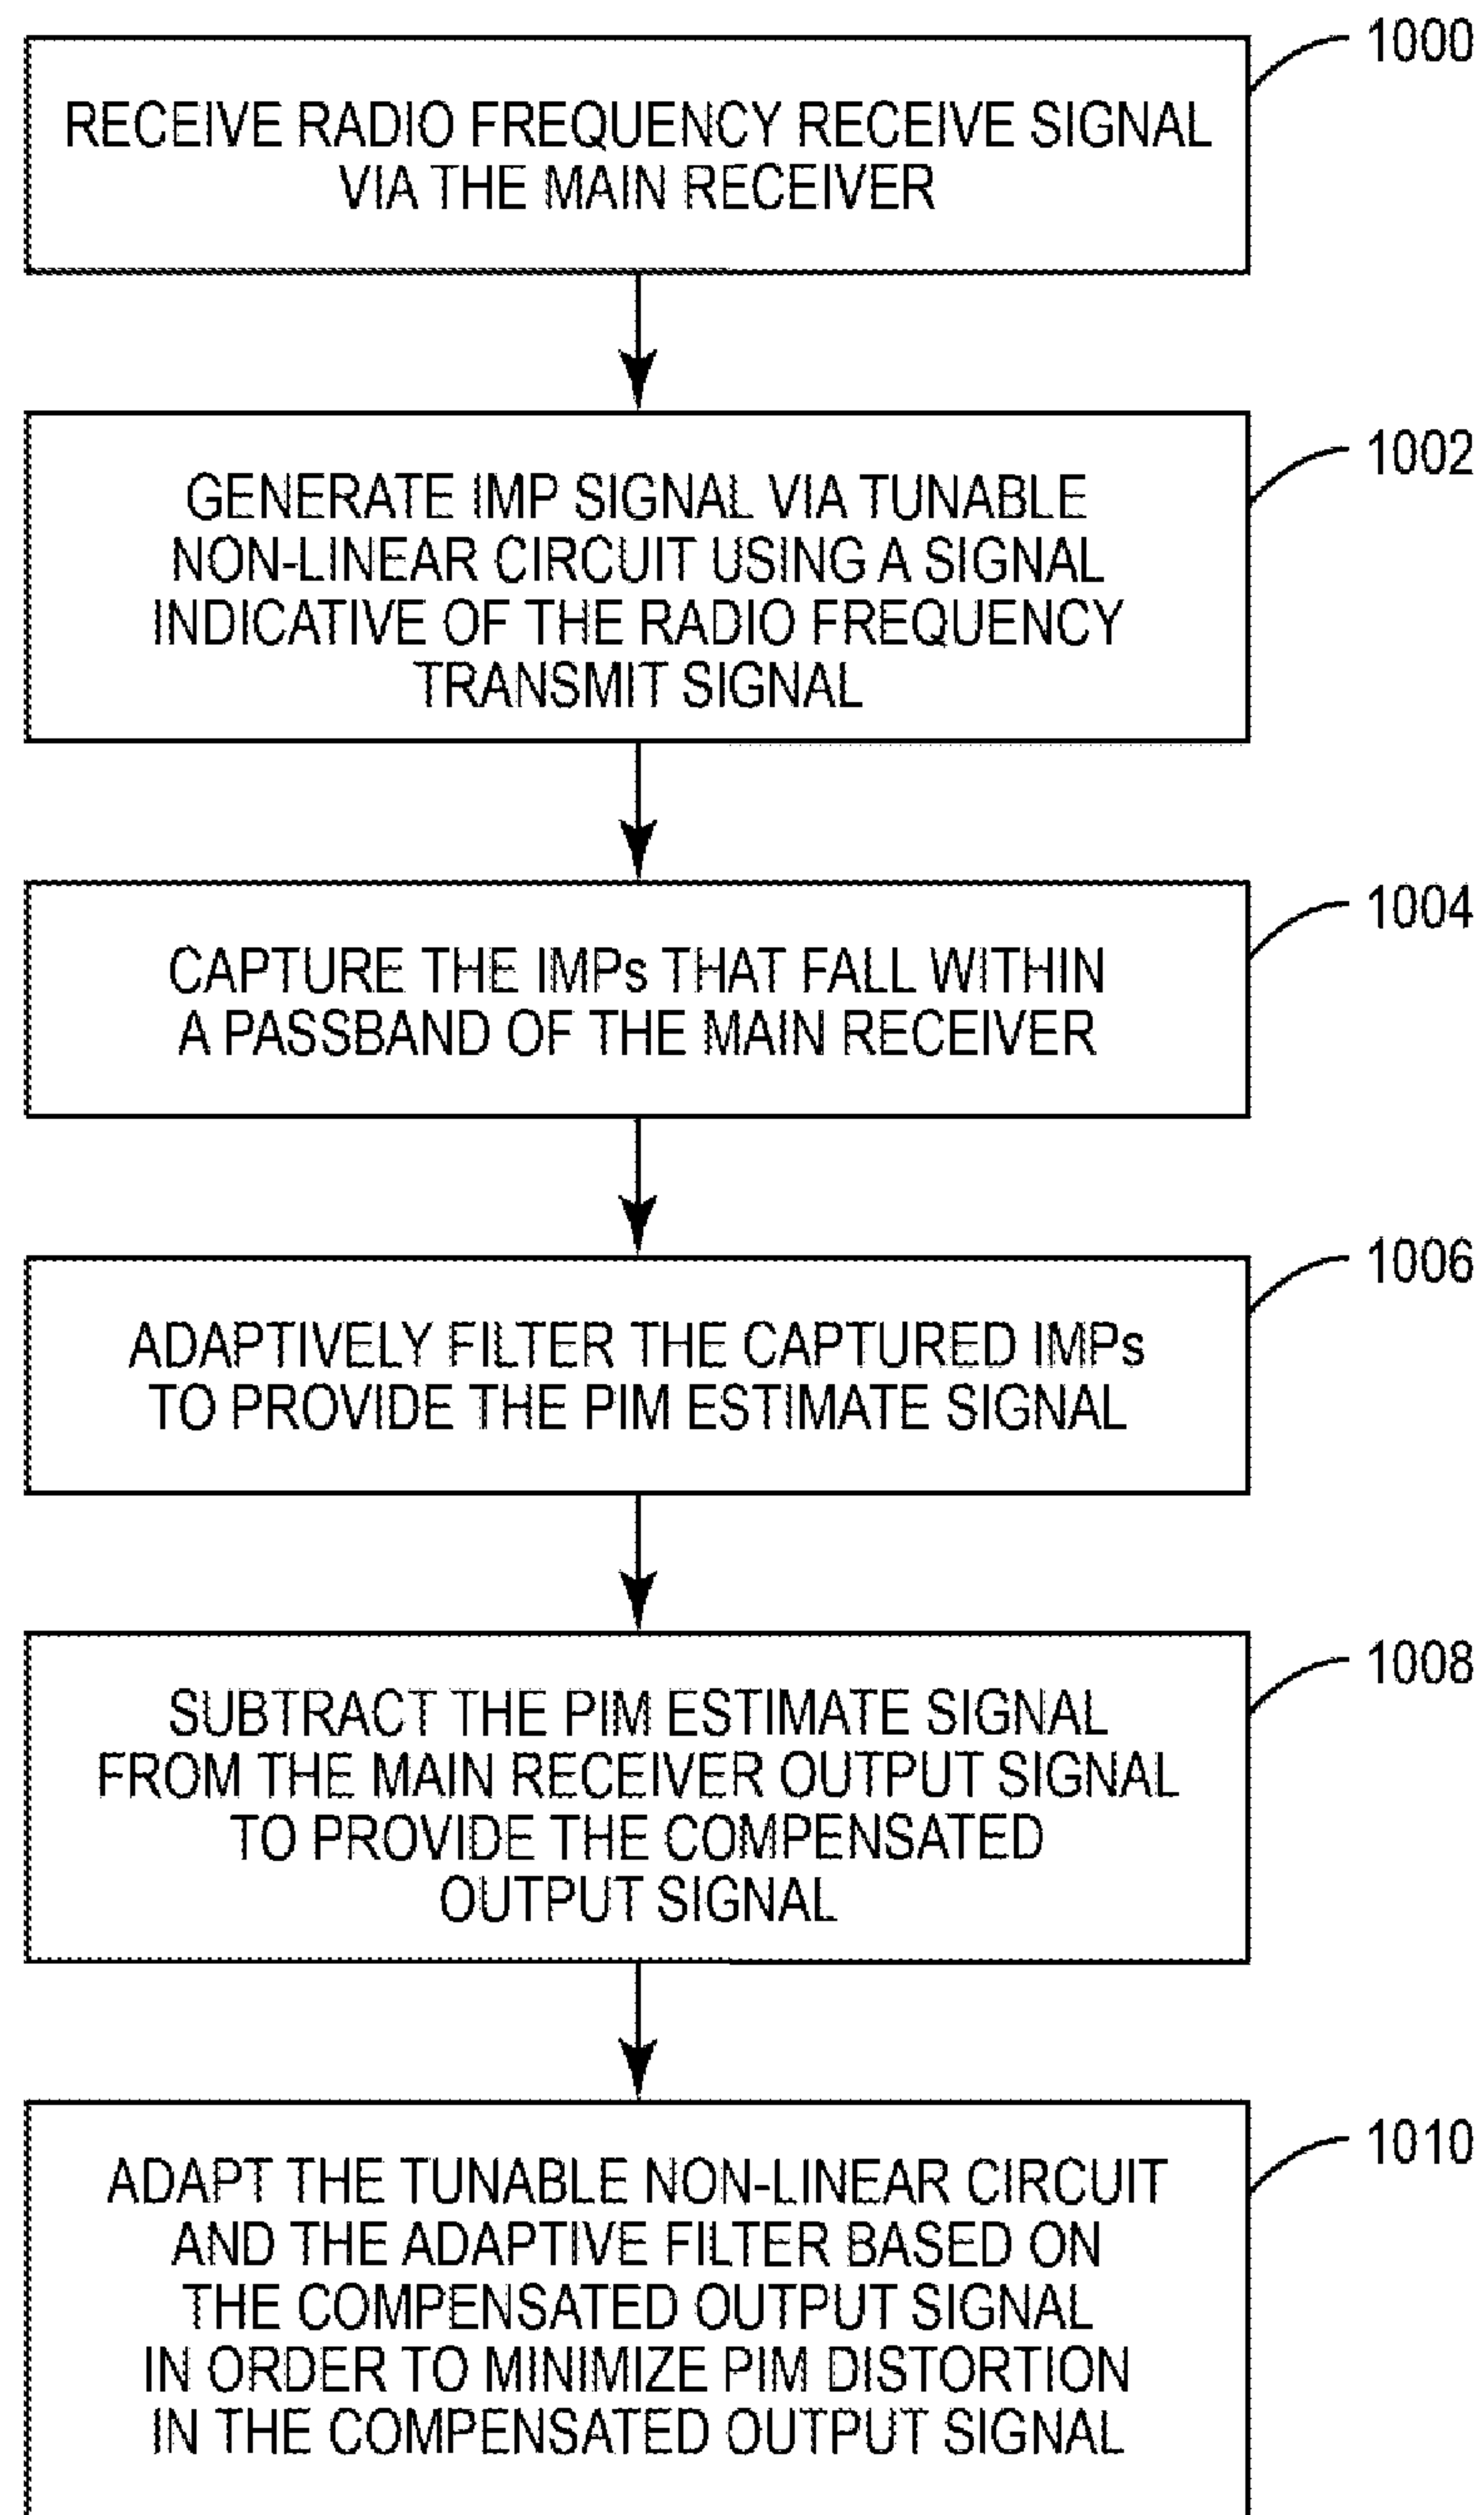 1000
RECEIVE RADIO FREQUENCY RECEIVE SIGNAL
VIA THE MAIN RECEIVER
1002
GENERATE IMP SIGNAL VIA TUNABLE
NON-LINEAR CIRCUIT USING A SIGNAL
INDICATIVE OF THE RADIO FREQUENCY
TRANSMIT SIGNAL
1004
CAPTURE THE IMPs THAT FALL WITHIN
A PASSBAND OF THE MAIN RECEIVER
1006
ADAPTIVELY FILTER THE CAPTURED IMPs
TO PROVIDE THE PIM ESTIMATE SIGNAL
1008
SUBTRACT THE PIM ESTIMATE SIGNAL
FROM THE MAIN RECEIVER OUTPUT SIGNAL
TO PROVIDE THE COMPENSATED
OUTPUT SIGNAL
1010
ADAPT THE TUNABLE NON-LINEAR CIRCUIT
AND THE ADAPTIVE FILTER BASED ON
THE COMPENSATED OUTPUT SIGNAL
IN ORDER TO MINIMIZE PIM DISTORTION
IN THE COMPENSATED OUTPUT SIGNAL